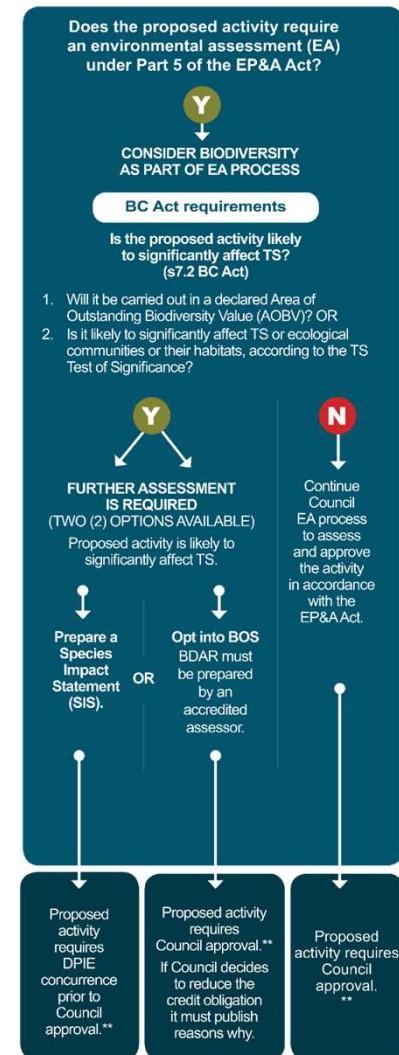 Does the proposed activity require
an environmental assessment (EA)
under Part 5 of the EP&A Act?
Y
CONSIDER BIODIVERSITY
AS PART OF EA PROCESS
BC Act requirements
Is the proposed activity likely
to significantly affect TS?
(s7.2 BC Act)
1. Will it be carried out in a declared Area of
Outstanding Biodiversity Value (AOBV)? OR
2. Is it likely to significantly affect TS or ecological
communities or their habitats, according to the TS
Test of Significance?
Y
FURTHER ASSESSMENT
IS REQUIRED
(TWO (2) OPTIONS AVAILABLE)
Proposed activity is likely to
significantly affect TS.
Prepare a
Species
Impact
Statement
(SIS).
OR
Opt into BOS
BDAR must
be prepared
by an
accredited
assessor.
N
Continue
Council
EA process
to assess
and approve
the activity
in accordance
with the
EP&A Act.
Proposed
activity
requires
DPIE
concurrence
prior to
Council
approval.**
Proposed activity
requires
Council approval.**
If Council decides
to reduce the
credit obligation
it must publish
reasons why.
Proposed
activity requires
Council
approval.
**